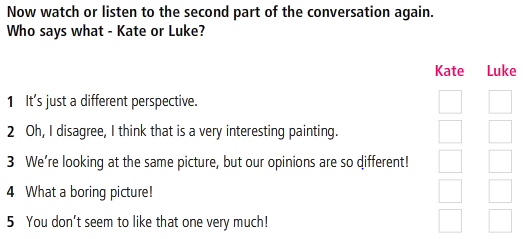 Now watch or listen to the second part of the conversation again.
Who says what - Kate or Luke?
Kate Luke
1 It's just a different perspective.
2 Oh, I disagree, I think that is a very interesting painting.
3 We're looking at the same picture, but our opinions are so different!
4 What a boring picture!
5 You don't seem to like that one very much!